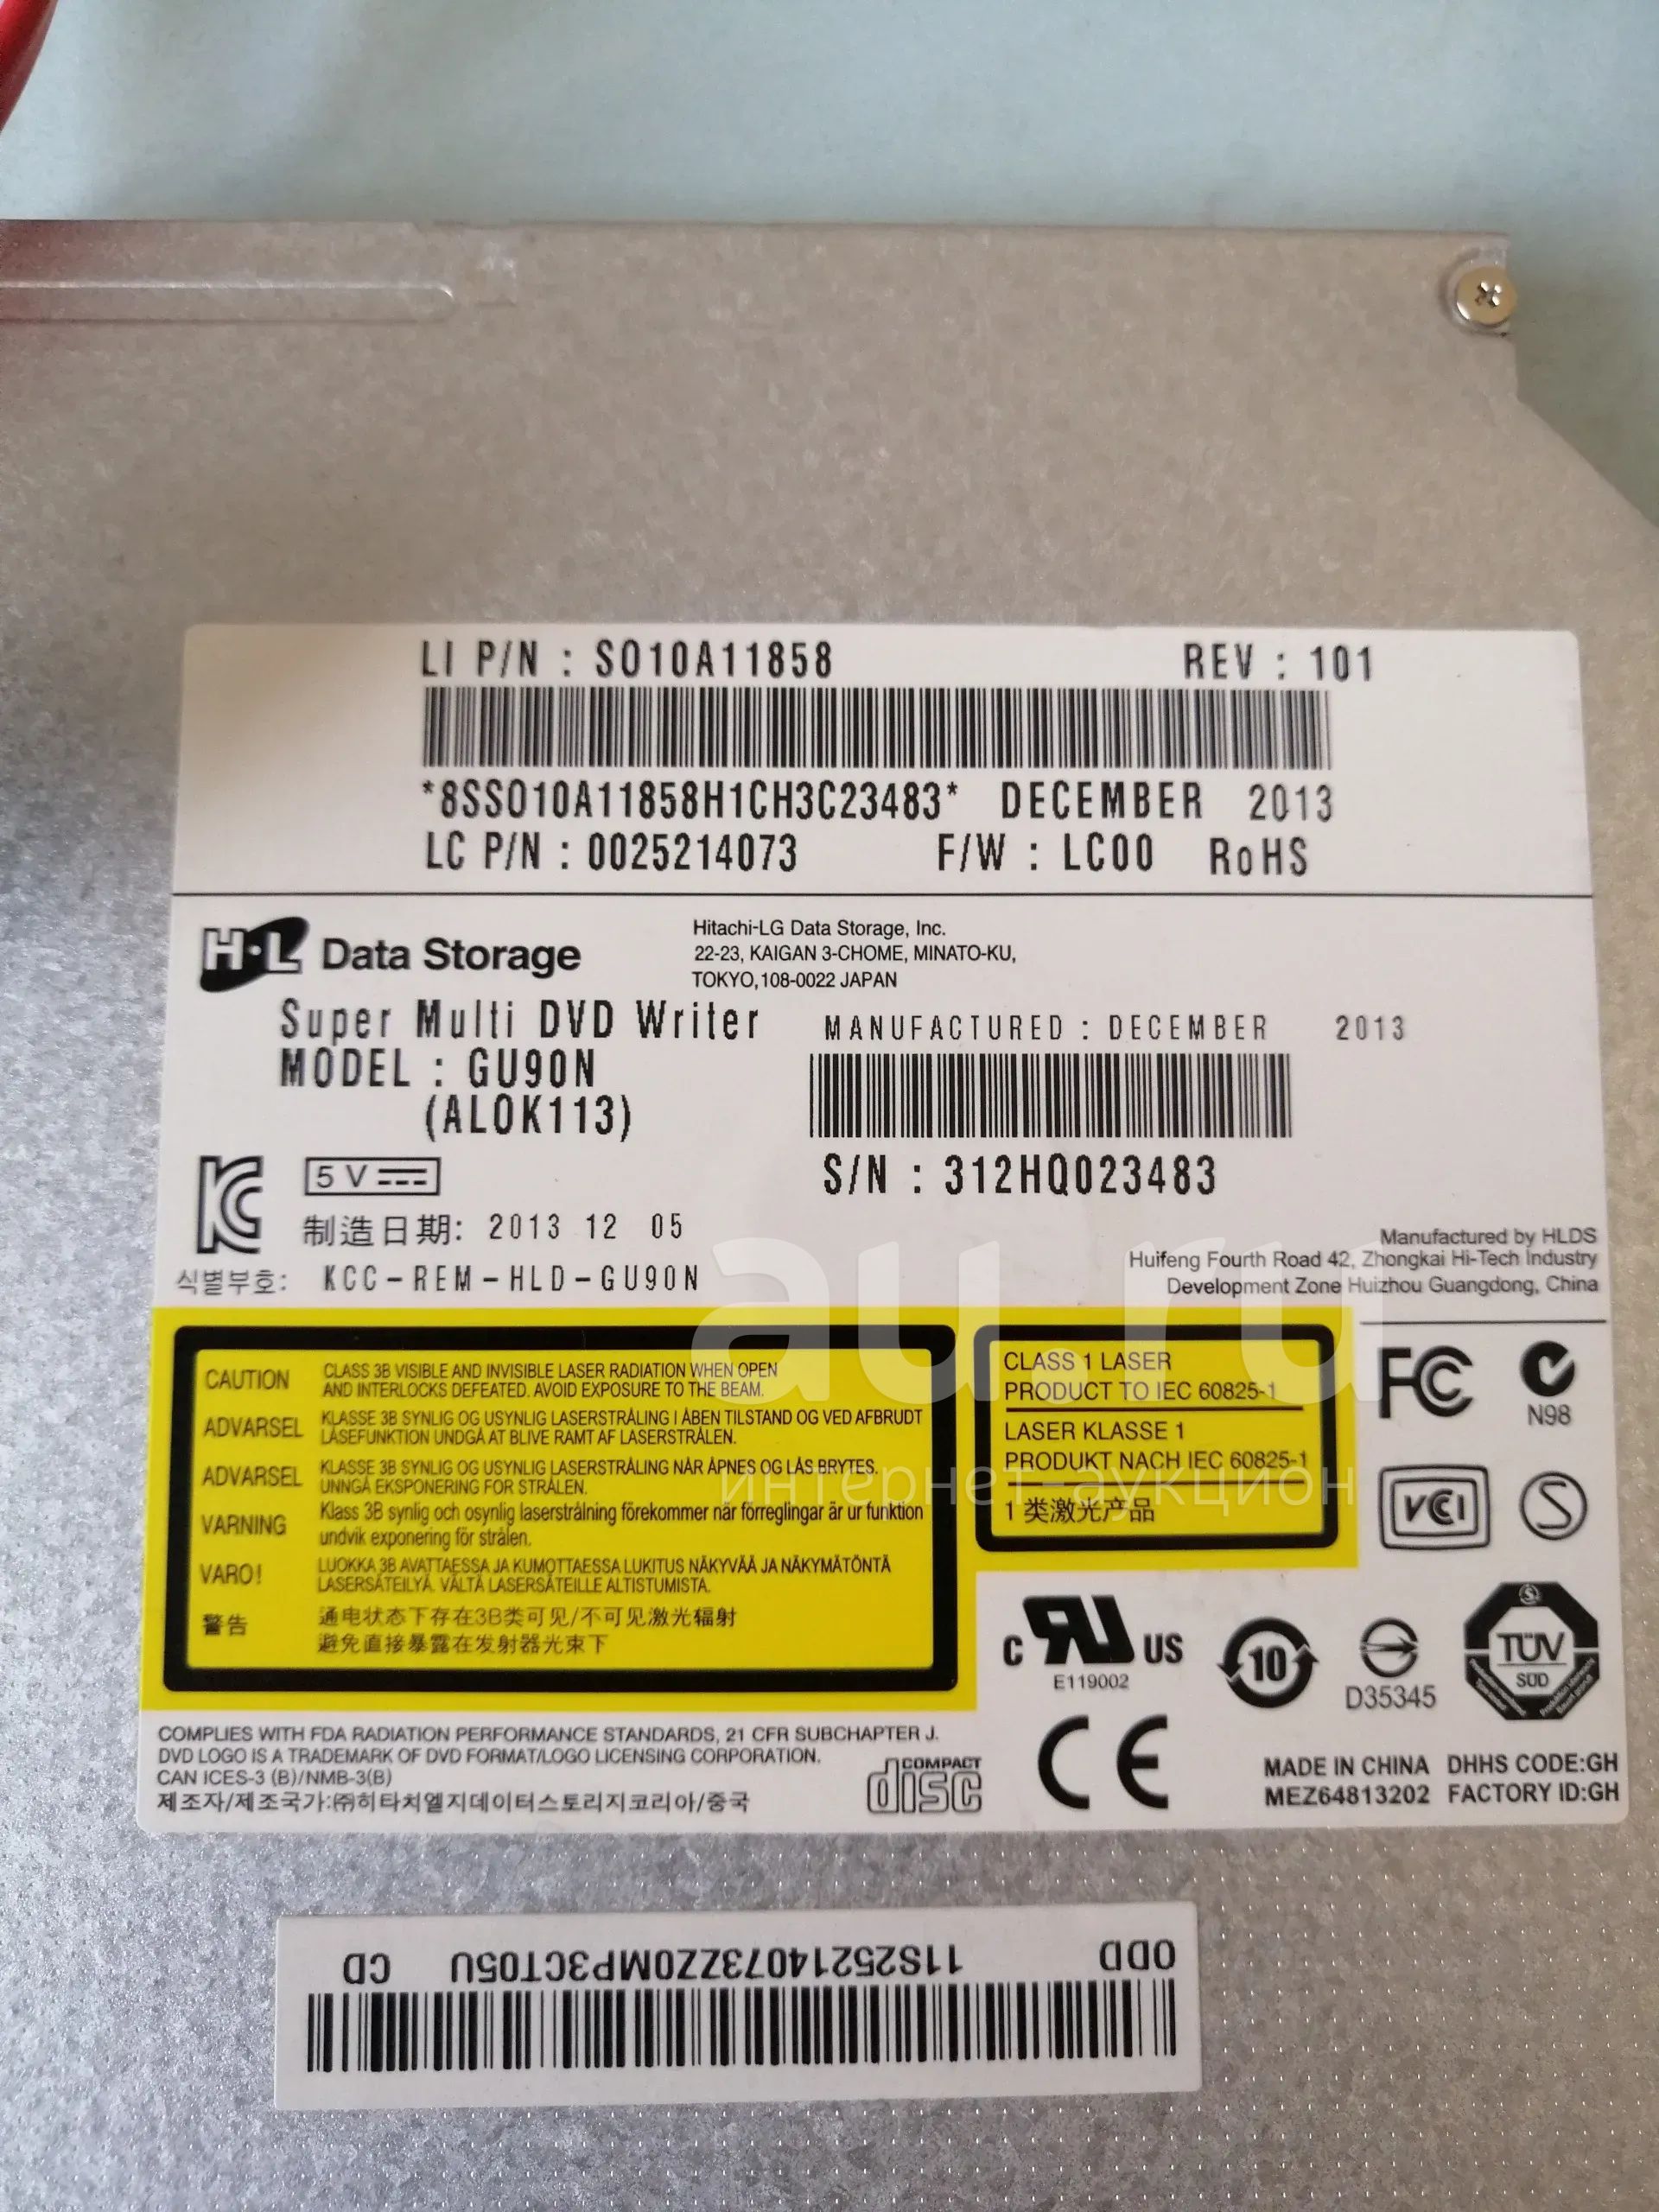 LI P/N : SO10A11858 REV : 101
*8SSO10A11858H1CH3C23483* DECEMBER 2013
LC P/N : 0025214073 F/W : LC00 RoHS
H·L Data Storage
Hitachi-LG Data Storage, Inc.
22-23, KAIGAN 3-CHOME, MINATO-KU,
TOKYO,108-0022 JAPAN
Super Multi DVD Writer
MANUFACTURED : DECEMBER 2013
MODEL : GU90N
(ALOK113)
S/N : 312HQ023483
5 V
制造日期: 2013 12 05
식별부호: KCC-REM-HLD-GU90N
Manufactured by HLDS
Huifeng Fourth Road 42, Zhongkai Hi-Tech Industry
Development Zone Huizhou Guangdong, China
au.ru
интернет-аукцион
CAUTION CLASS 3B VISIBLE AND INVISIBLE LASER RADIATION WHEN OPEN
AND INTERLOCKS DEFEATED. AVOID EXPOSURE TO THE BEAM.
ADVARSEL KLASSE 3B SYNLIG OG USYNLIG LASERSTRÅLING I ÅBEN TILSTAND OG VED AFBRUDT
LÅSEFUNKTION UNDGÅ AT BLIVE RAMT AF LASERSTRÅLEN.
ADVARSEL KLASSE 3B SYNLIG OG USYNLIG LASERSTRÅLING NÅR ÅPNES OG LÅS BRYTES.
UNNGÅ EKSPONERING FOR STRÅLEN.
VARNING Klass 3B synlig och osynlig laserstrålning förekommer når förreglingar år ur funktion
undvik exponering för strålen.
VARO! LUOKKA 3B AVATTAESSA JA KUMOTTAESSA LUKITUS NÄKYVÄÄ JA NÄKYMÄTÖNTÄ
LASERSÄTEILYÄ. VÄLTÄ LASERSÄTEILLE ALTISTUMISTA.
警告 通电状态下存在3B类可见/不可见激光辐射
避免直接暴露在发射器光束下
CLASS 1 LASER
PRODUCT TO IEC 60825-1
LASER KLASSE 1
PRODUKT NACH IEC 60825-1
1 类激光产品
FC
N98
VCI
S
C UL US
E119002
10
D35345
TÜV
SÜD
COMPLIES WITH FDA RADIATION PERFORMANCE STANDARDS, 21 CFR SUBCHAPTER J.
DVD LOGO IS A TRADEMARK OF DVD FORMAT/LOGO LICENSING CORPORATION.
CAN ICES-3 (B)/NMB-3(B)
제조자/제조국가:㈜히타치엘지데이터스토리지코리아/중국
COMPACT
disc
CE
MADE IN CHINA DHHS CODE:GH
MEZ64813202 FACTORY ID:GH
ODD 11S25214073ZZ0MP3CT05U CD